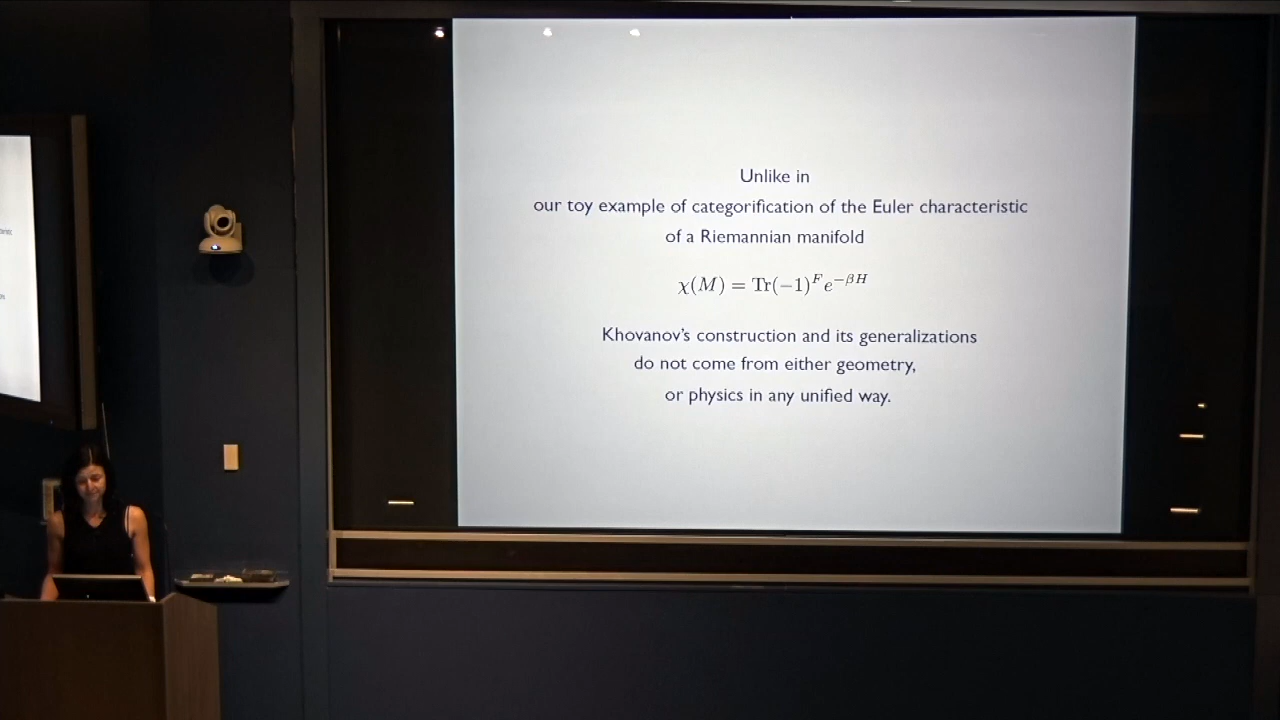 Unlike in
our toy example of categorification of the Euler characteristic
of a Riemannian manifold
χ(M) = Tr(−1)^F e^{−βH}
Khovanov's construction and its generalizations
do not come from either geometry,
or physics in any unified way.